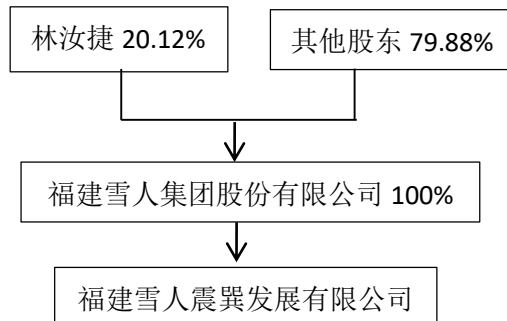 林汝捷 20.12%
其他股东 79.88%
福建雪人集团股份有限公司 100%
福建雪人震巽发展有限公司